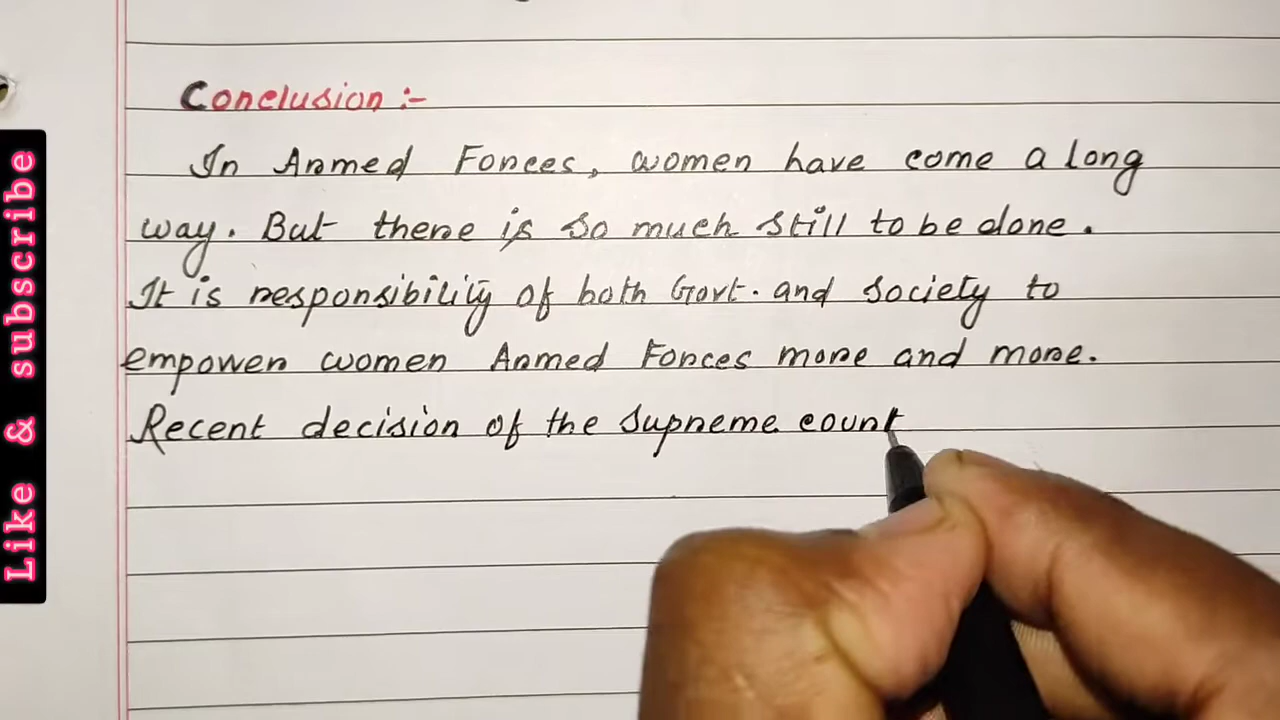 Conclusion :-
In Armed Forces, women have come a long
way. But there is so much still to be done.
It is responsibility of both Govt. and society to
empower women Armed Forces more and more.
Recent decision of the supreme court
Like & subscribe